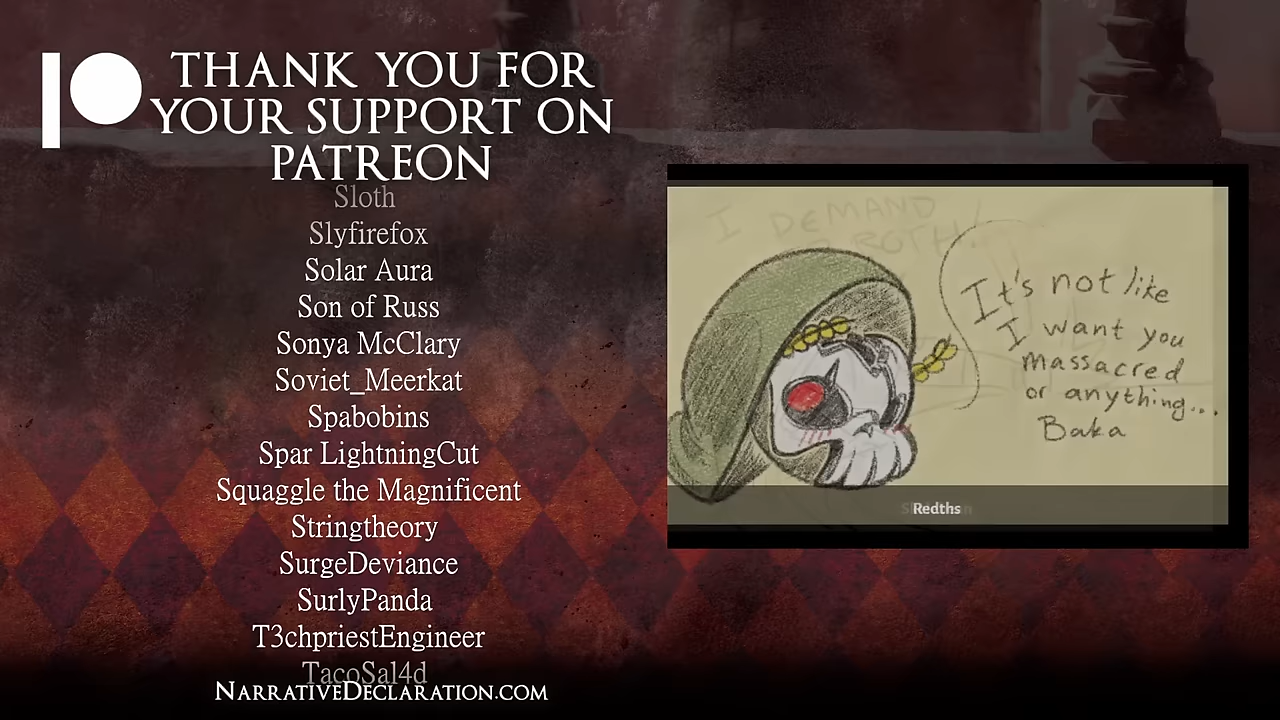 THANK YOU FOR
YOUR SUPPORT ON
PATREON
Sloth
Slyfirefox
Solar Aura
Son of Russ
Sonya McClary
Soviet_Meerkat
Spabobins
Spar LightningCut
Squaggle the Magnificent
Stringtheory
SurgeDeviance
SurlyPanda
T3chpriestEngineer
TacoSal4d
NARRATIVEDECLARATION.COM
I DEMAND
BROTH!
It's not like
I want you
massacred
or anything...
Baka
Redths